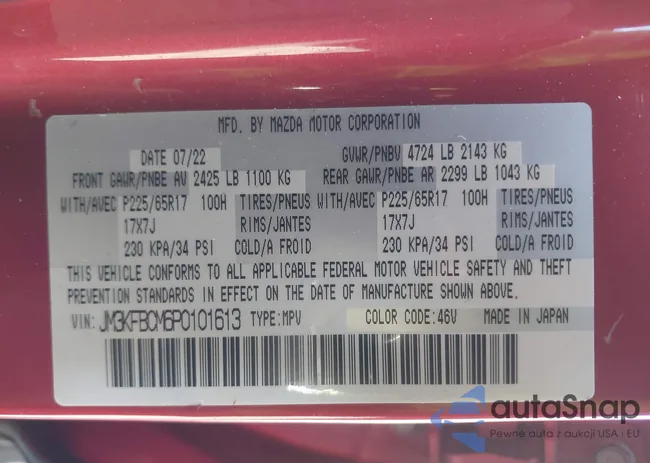 MFD. BY MAZDA MOTOR CORPORATION
DATE 07/22 GVWR/PNBV 4724 LB 2143 KG
FRONT GAWR/PNBE AV 2425 LB 1100 KG REAR GAWR/PNBE AR 2299 LB 1043 KG
WITH/AVEC P225/65R17 100H TIRES/PNEUS WITH/AVEC P225/65R17 100H TIRES/PNEUS
17X7J RIMS/JANTES 17X7J RIMS/JANTES
230 KPA/34 PSI COLD/A FROID 230 KPA/34 PSI COLD/A FROID
THIS VEHICLE CONFORMS TO ALL APPLICABLE FEDERAL MOTOR VEHICLE SAFETY AND THEFT
PREVENTION STANDARDS IN EFFECT ON THE DATE OF MANUFACTURE SHOWN ABOVE.
VIN: JM3KFBCM6P0101613 TYPE:MPV COLOR CODE:46V MADE IN JAPAN
autaSnap
Pewne auta z aukcji USA i EU